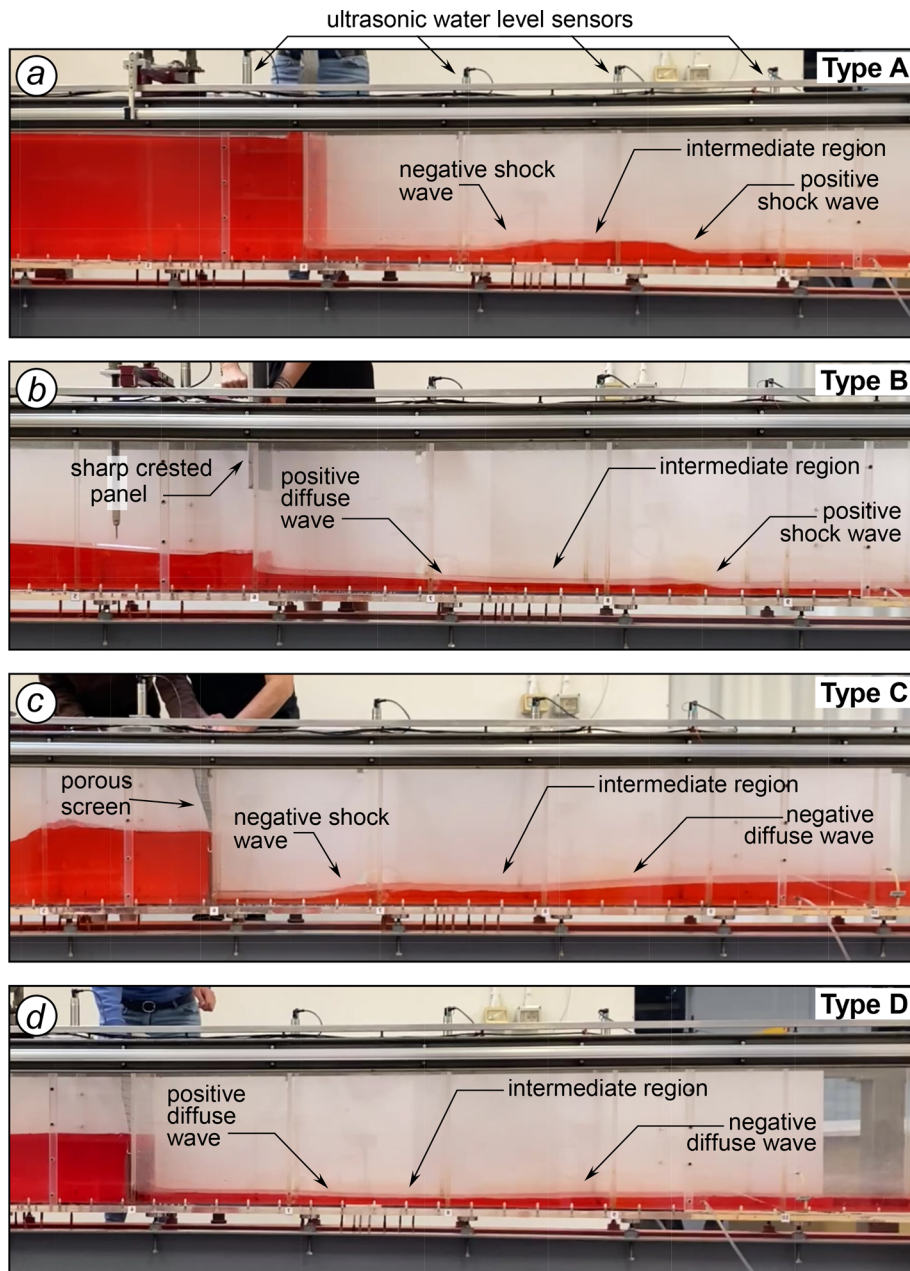 ultrasonic water level sensors
a
Type A
negative shock
wave
intermediate region
positive
shock wave
b
Type B
sharp crested
panel
positive
diffuse
wave
intermediate region
positive
shock wave
c
Type C
porous
screen
negative shock
wave
intermediate region
negative
diffuse wave
d
Type D
positive
diffuse
wave
intermediate region
negative
diffuse wave